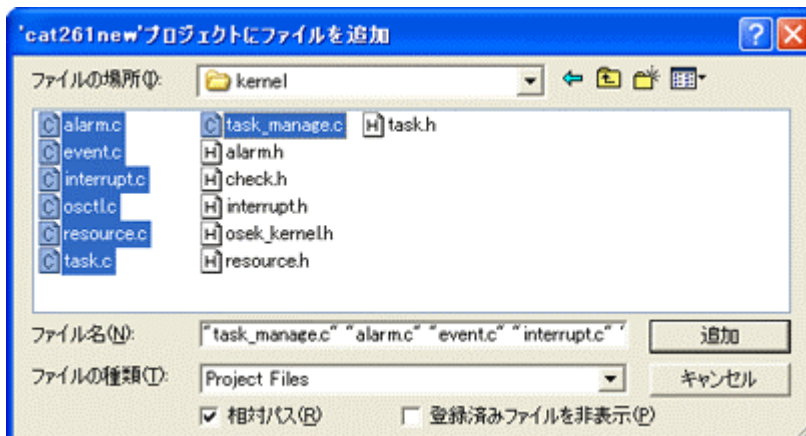 'cat261new'プロジェクトにファイルを追加
ファイルの場所(I): kernel
alarm.c task_manage.c task.h
event.c alarm.h
interrupt.c check.h
osctl.c interrupt.h
resource.c osek_kernel.h
task.c resource.h
ファイル名(N): "task_manage.c" "alarm.c" "event.c" "interrupt.c" " 追加
ファイルの種類(T): Project Files キャンセル
相対パス(R) 登録済みファイルを非表示(P)